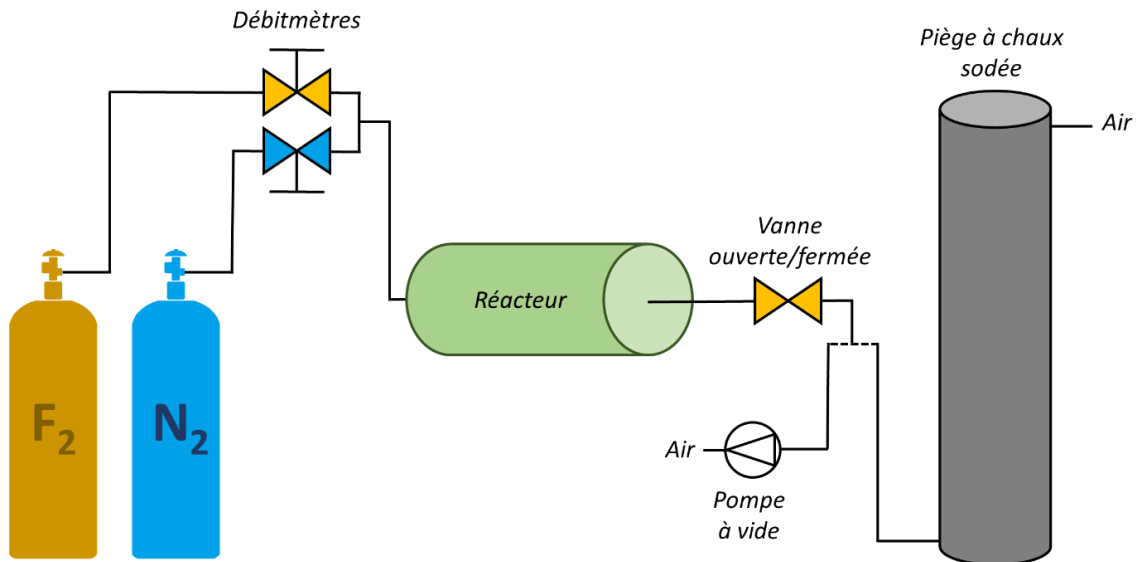 Débitmètres
Piège à chaux
sodée
Air
Vanne
ouverte/fermée
Réacteur
F₂
N₂
Air
Pompe
à vide